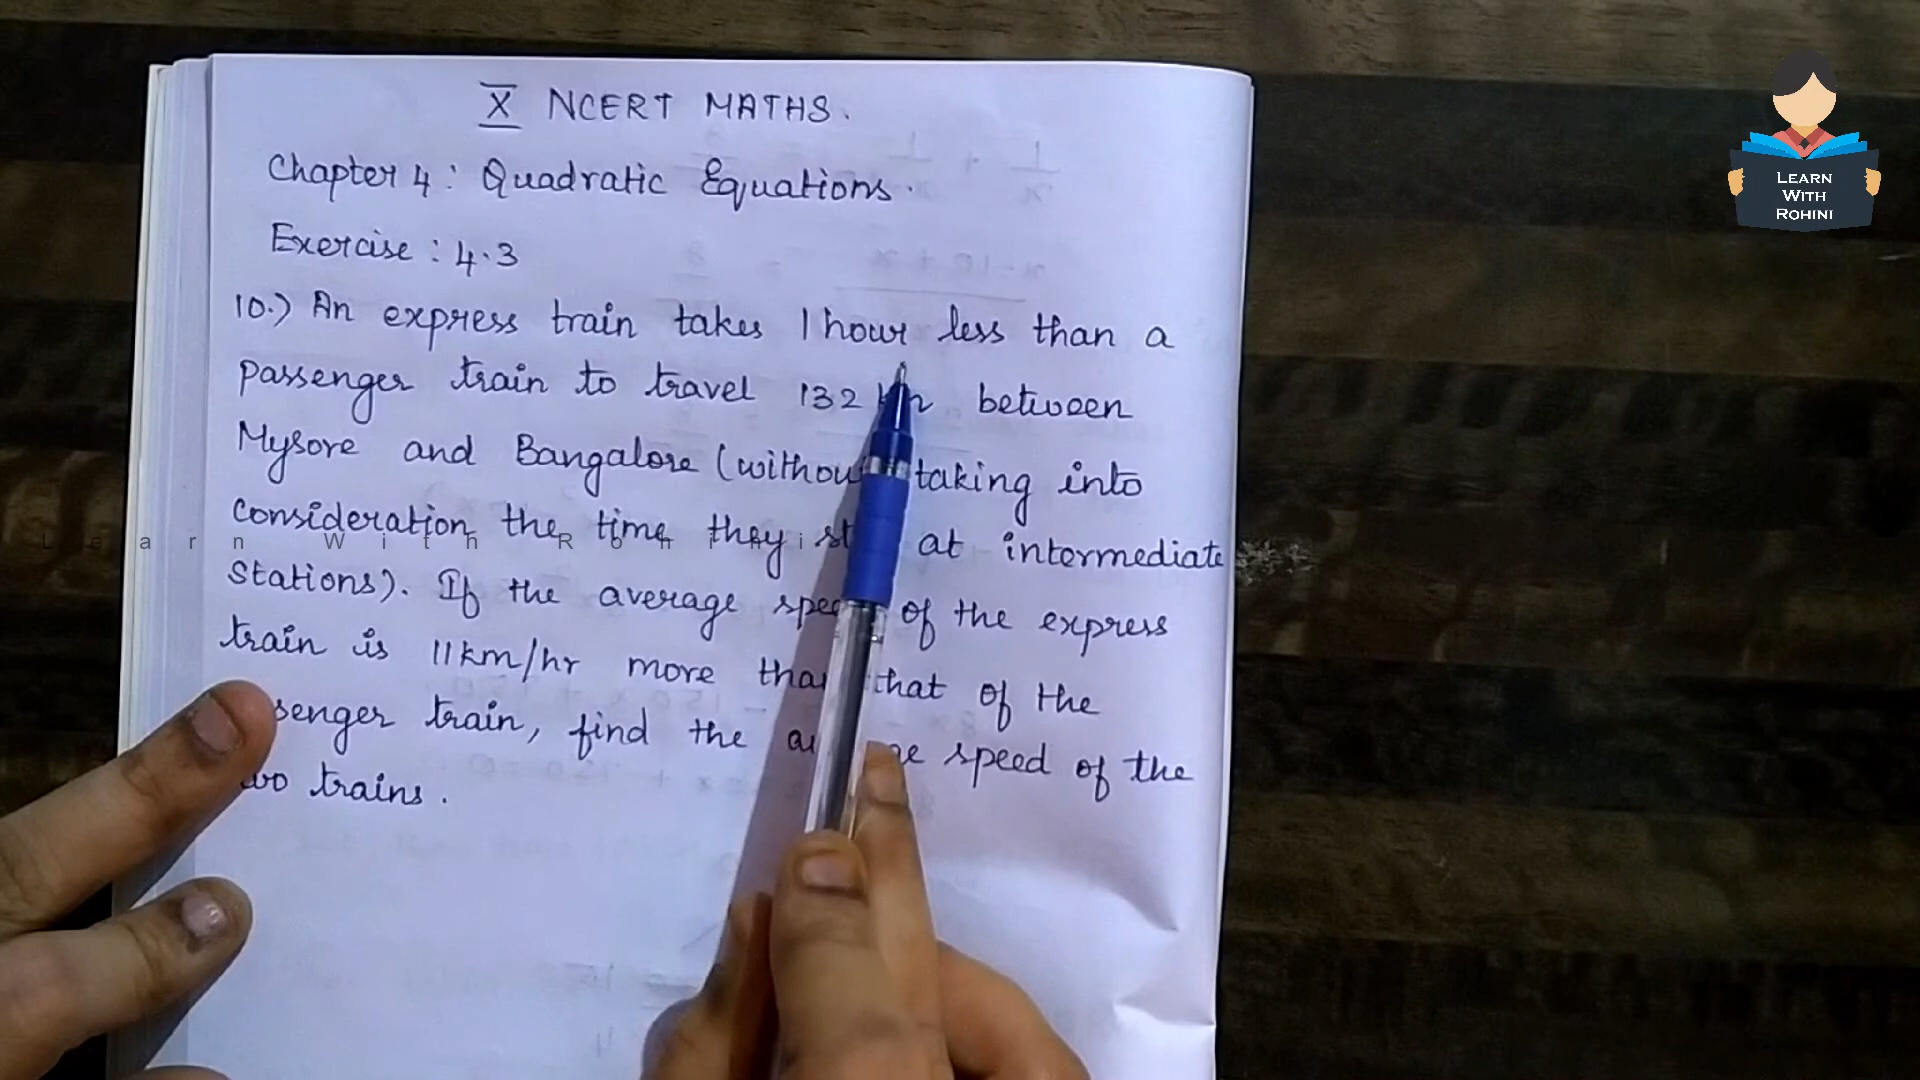 X NCERT MATHS.
Chapter 4: Quadratic Equations.
Exercise: 4.3
10.) An express train takes 1 hour less than a
passenger train to travel 132 between
Mysore and Bangalore (without taking into
consideration the time they at intermediate
stations). If the average of the express
train is 11km/hr more than that of the
train, find the speed of the
trains.
LEARN
WITH
ROHINI
Learn With Rohini